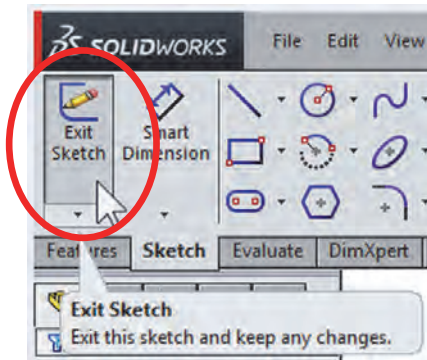 SOLIDWORKS File Edit View
Exit Sketch
Smart Dimension
Features Sketch Evaluate DimXpert
Exit Sketch
Exit this sketch and keep any changes.